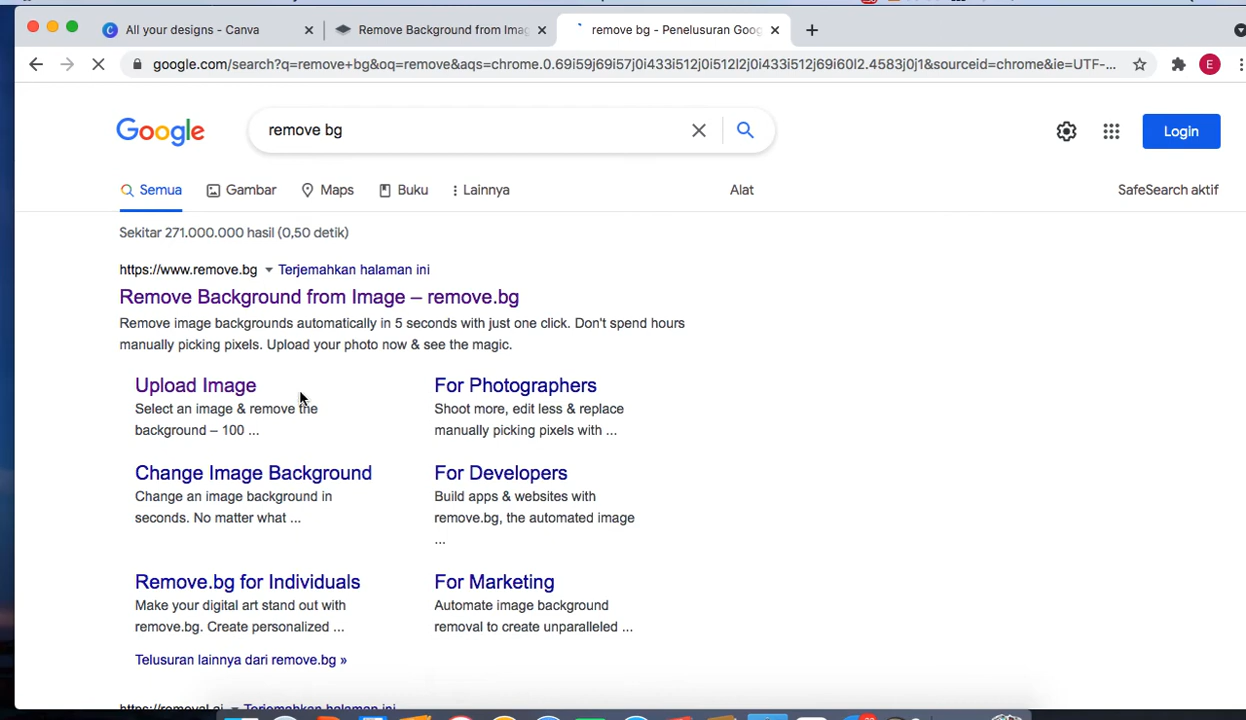 All your designs - Canva
Remove Background from Imag
remove bg - Penelusuran Goog
google.com/search?q=remove+bg&oq=remove&aqs=chrome.0.69i59j69i57j0i433i512j0i512l2j0i433i512j69i60l2.4583j0j1&sourceid=chrome&ie=UTF-...
E
Google
remove bg
Login
Semua
Gambar
Maps
Buku
Lainnya
Alat
SafeSearch aktif
Sekitar 271.000.000 hasil (0,50 detik)
https://www.remove.bg
Terjemahkan halaman ini
Remove Background from Image – remove.bg
Remove image backgrounds automatically in 5 seconds with just one click. Don't spend hours
manually picking pixels. Upload your photo now & see the magic.
Upload Image
Select an image & remove the
background – 100 ...
For Photographers
Shoot more, edit less & replace
manually picking pixels with ...
Change Image Background
Change an image background in
seconds. No matter what ...
For Developers
Build apps & websites with
remove.bg, the automated image
...
Remove.bg for Individuals
Make your digital art stand out with
remove.bg. Create personalized ...
For Marketing
Automate image background
removal to create unparalleled ...
Telusuran lainnya dari remove.bg »
https://removal.ai
Terjemahkan halaman ini